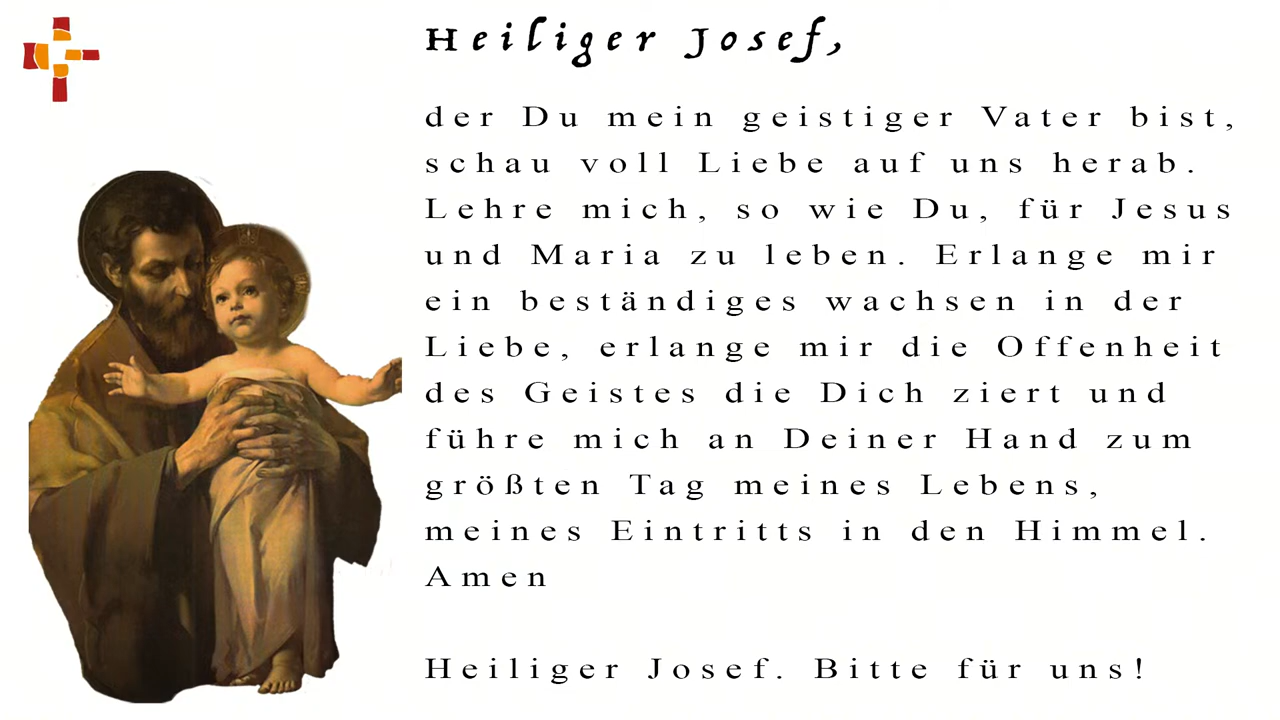 Heiliger Josef,
der Du mein geistiger Vater bist,
schau voll Liebe auf uns herab.
Lehre mich, so wie Du, für Jesus
und Maria zu leben. Erlange mir
ein beständiges wachsen in der
Liebe, erlange mir die Offenheit
des Geistes die Dich ziert und
führe mich an Deiner Hand zum
größten Tag meines Lebens,
meines Eintritts in den Himmel.
Amen
Heiliger Josef. Bitte für uns!